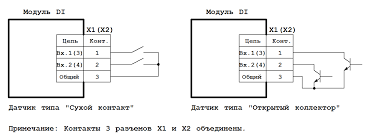 Модуль DI
Модуль DI
X1(X2)
X1(X2)
Цепь Конт.
Цепь Конт.
Вх.1(3) 1
Вх.1(3) 1
Вх.2(4) 2
Вх.2(4) 2
Общий 3
Общий 3
Датчик типа "Сухой контакт"
Датчик типа "Открытый коллектор"
Примечание: Контакты 3 разъемов X1 и X2 объединены.